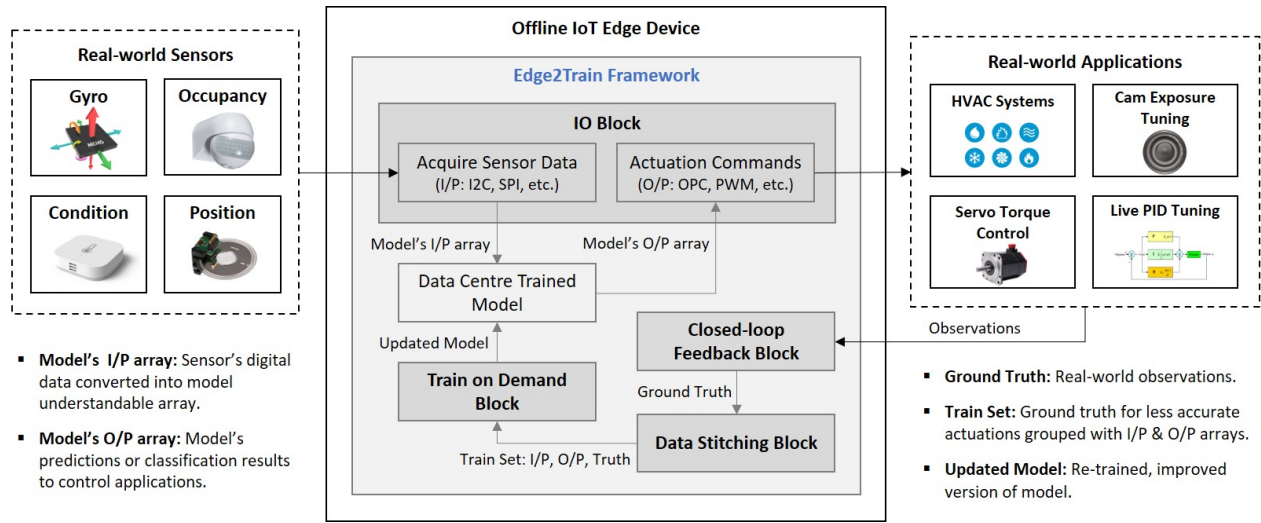 Offline IoT Edge Device
Real-world Sensors
Gyro
MEMS
Occupancy
Condition
Position
Edge2Train Framework
IO Block
Acquire Sensor Data
(I/P: I2C, SPI, etc.)
Actuation Commands
(O/P: OPC, PWM, etc.)
Model’s I/P array
Model’s O/P array
Data Centre Trained
Model
Updated Model
Train on Demand
Block
Closed-loop
Feedback Block
Ground Truth
Data Stitching Block
Train Set: I/P, O/P, Truth
Real-world Applications
HVAC Systems
Cam Exposure
Tuning
Servo Torque
Control
Live PID Tuning
Observations
▪ Model’s I/P array: Sensor’s digital
data converted into model
understandable array.
▪ Model’s O/P array: Model’s
predictions or classification results
to control applications.
▪ Ground Truth: Real-world observations.
▪ Train Set: Ground truth for less accurate
actuations grouped with I/P & O/P arrays.
▪ Updated Model: Re-trained, improved
version of model.